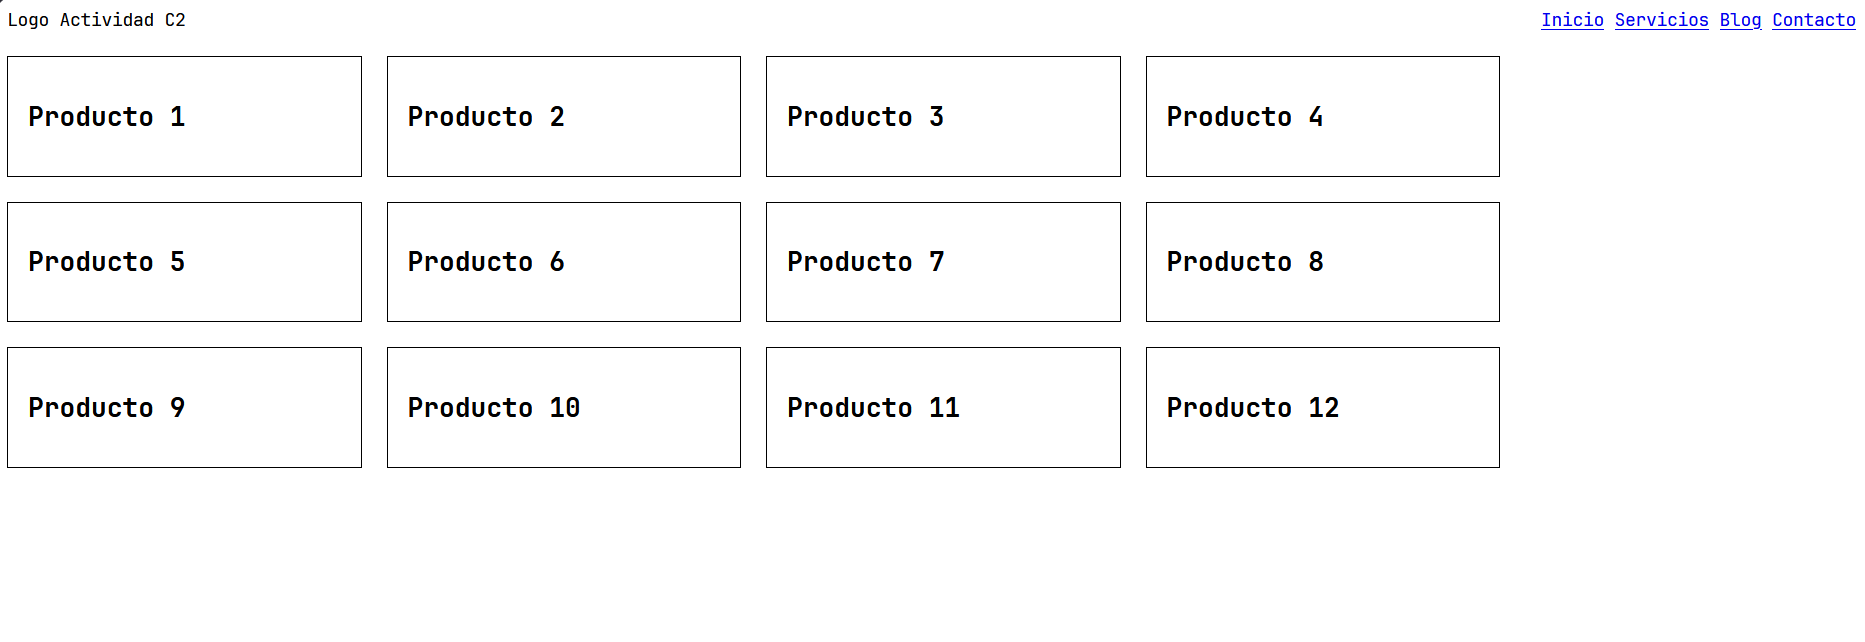 Logo Actividad C2
Inicio Servicios Blog Contacto
Producto 1
Producto 2
Producto 3
Producto 4
Producto 5
Producto 6
Producto 7
Producto 8
Producto 9
Producto 10
Producto 11
Producto 12